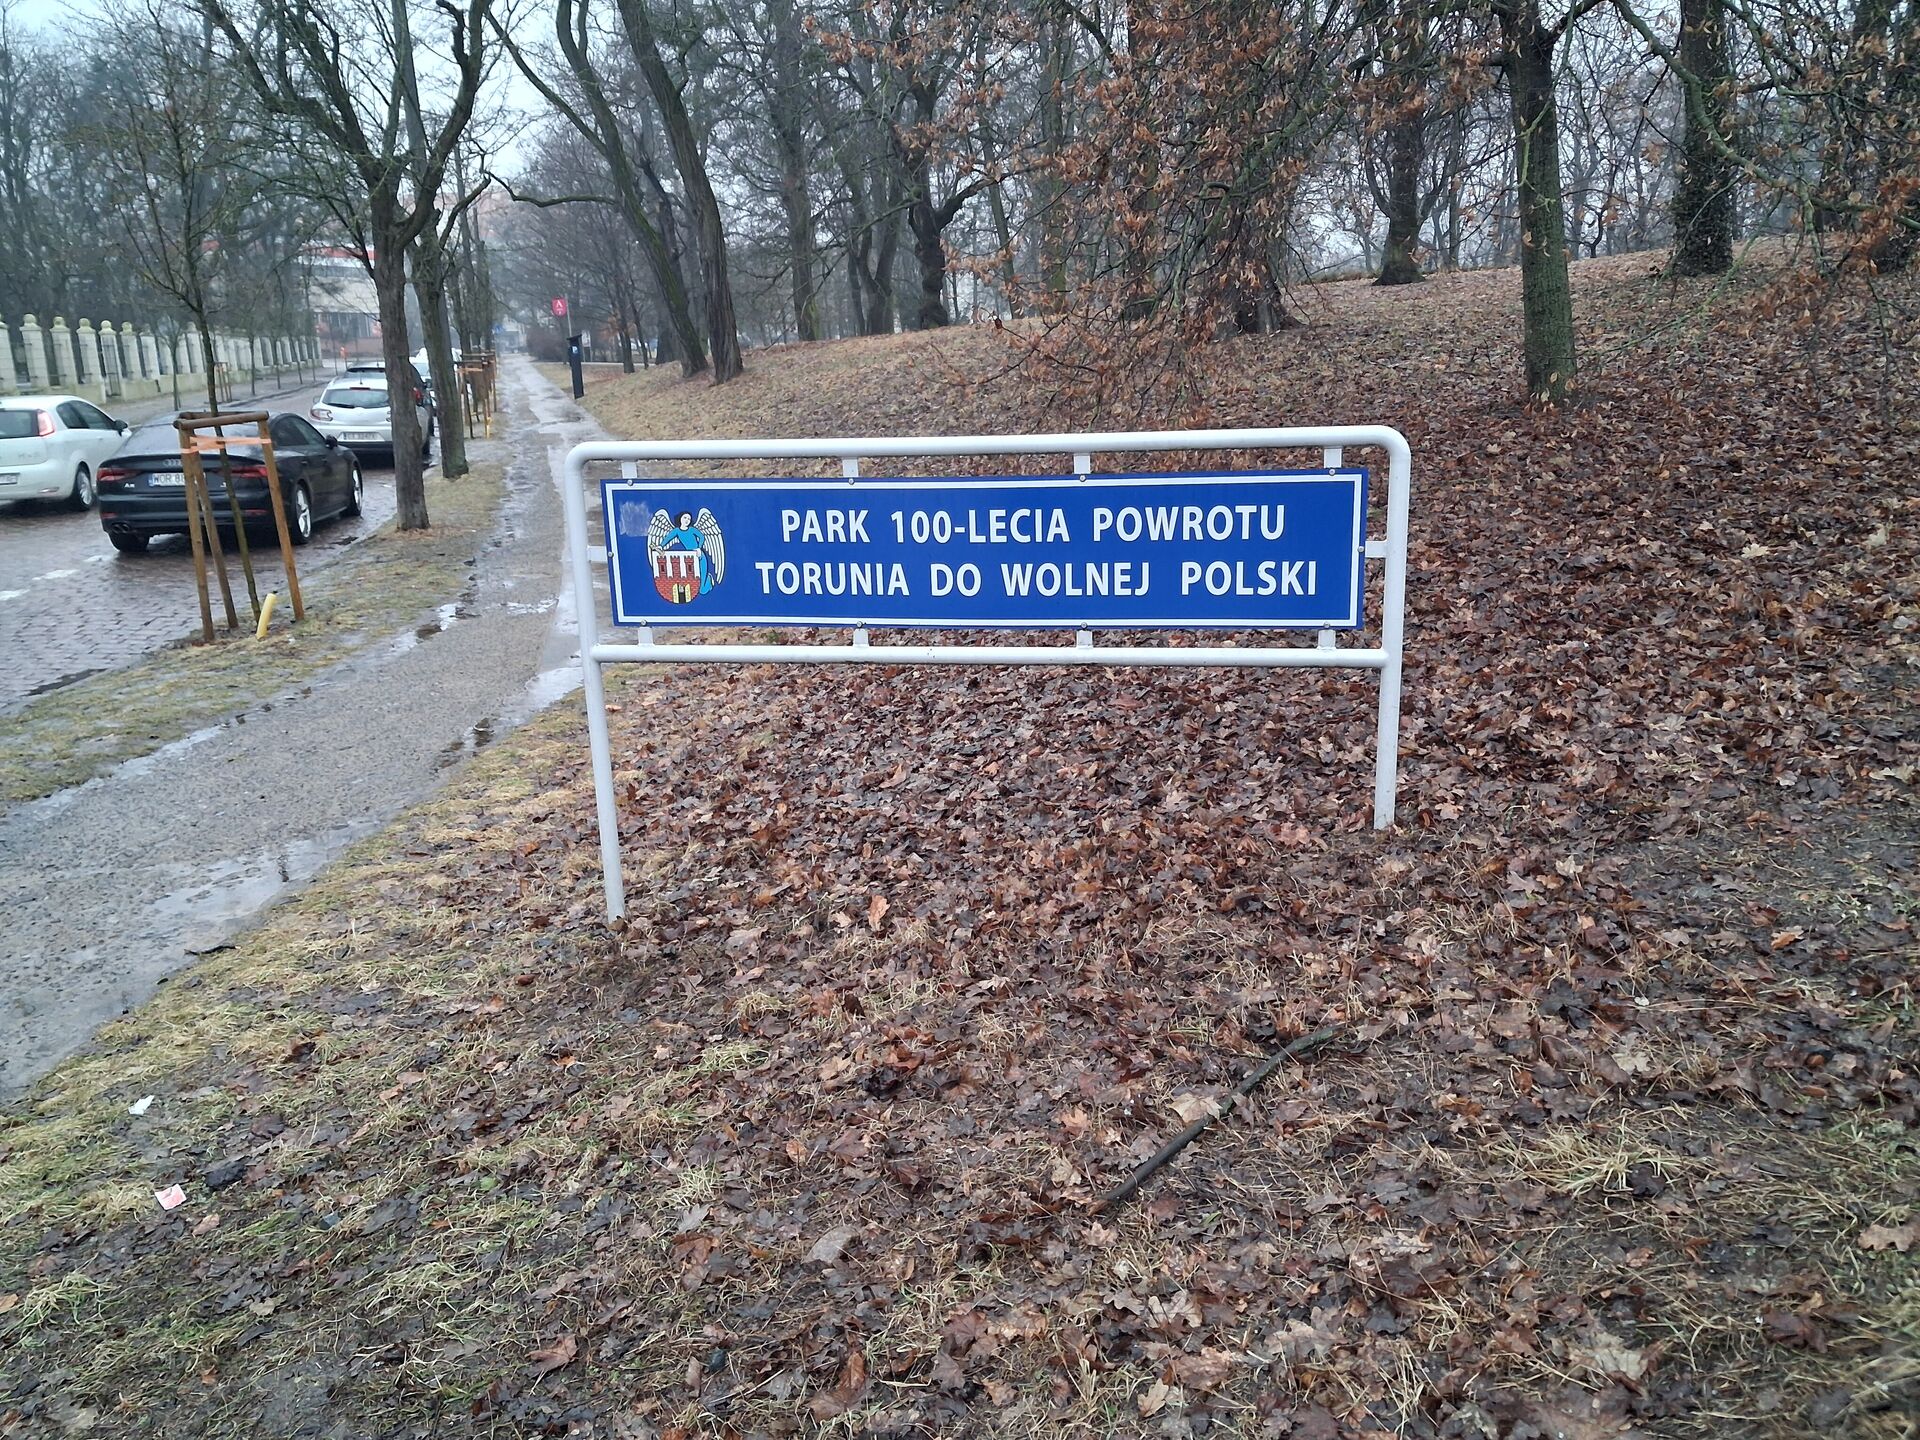 PARK 100-LECIA POWROTU
TORUNIA DO WOLNEJ POLSKI